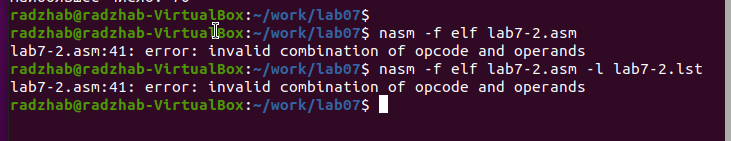 radzhab@radzhab-VirtualBox:~/work/lab07$
radzhab@radzhab-VirtualBox:~/work/lab07$ nasm -f elf lab7-2.asm
lab7-2.asm:41: error: invalid combination of opcode and operands
radzhab@radzhab-VirtualBox:~/work/lab07$ nasm -f elf lab7-2.asm -l lab7-2.lst
lab7-2.asm:41: error: invalid combination of opcode and operands
radzhab@radzhab-VirtualBox:~/work/lab07$